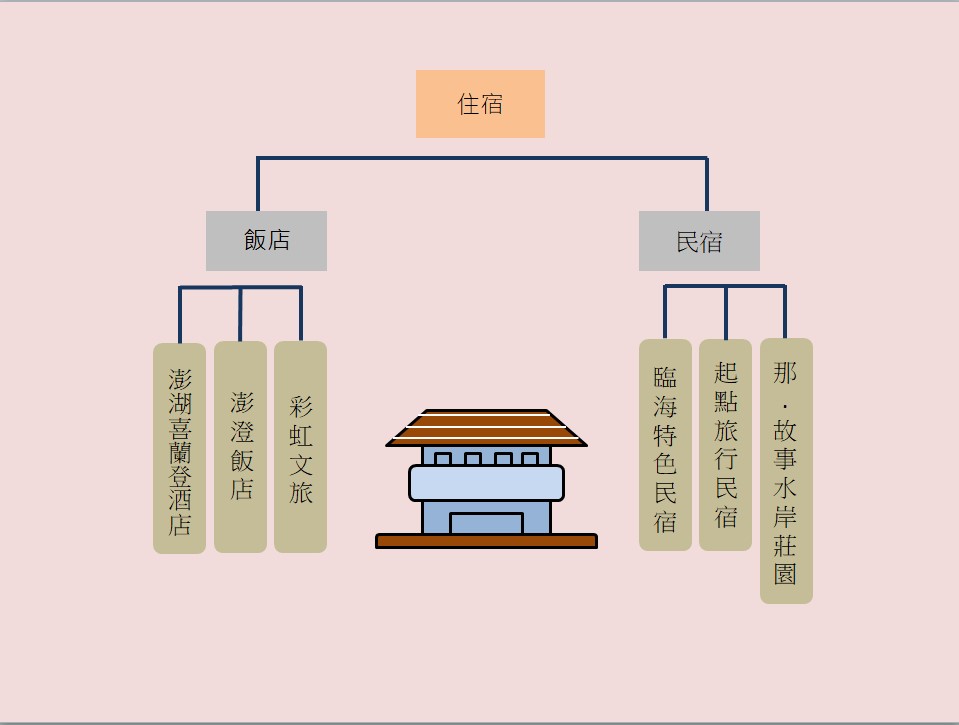 住宿
飯店
民宿
澎湖喜蘭登酒店
澎澄飯店
彩虹文旅
臨海特色民宿
起點旅行民宿
那．故事水岸莊園